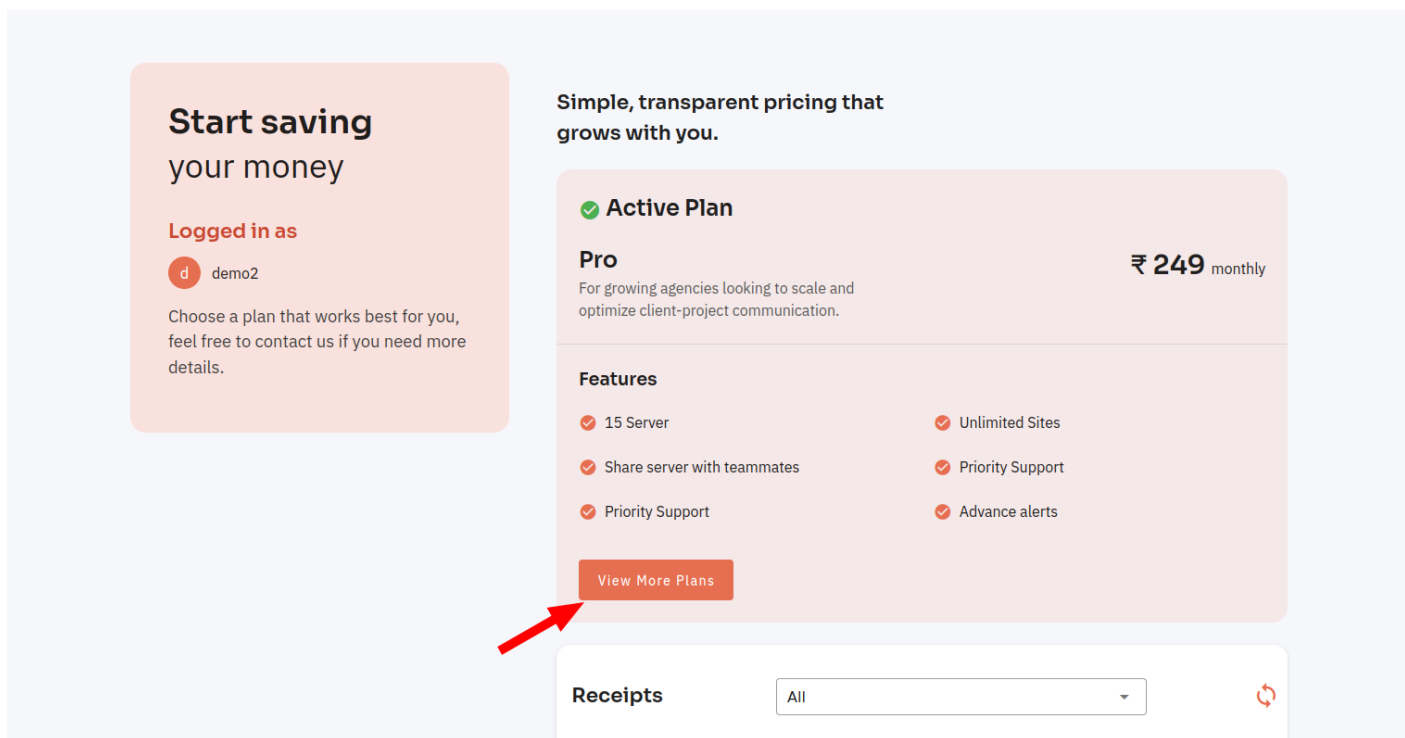 Start saving
your money
Logged in as
d demo2
Choose a plan that works best for you,
feel free to contact us if you need more
details.
Simple, transparent pricing that
grows with you.
Active Plan
Pro
₹ 249 monthly
For growing agencies looking to scale and
optimize client-project communication.
Features
15 Server
Unlimited Sites
Share server with teammates
Priority Support
Priority Support
Advance alerts
View More Plans
Receipts
All